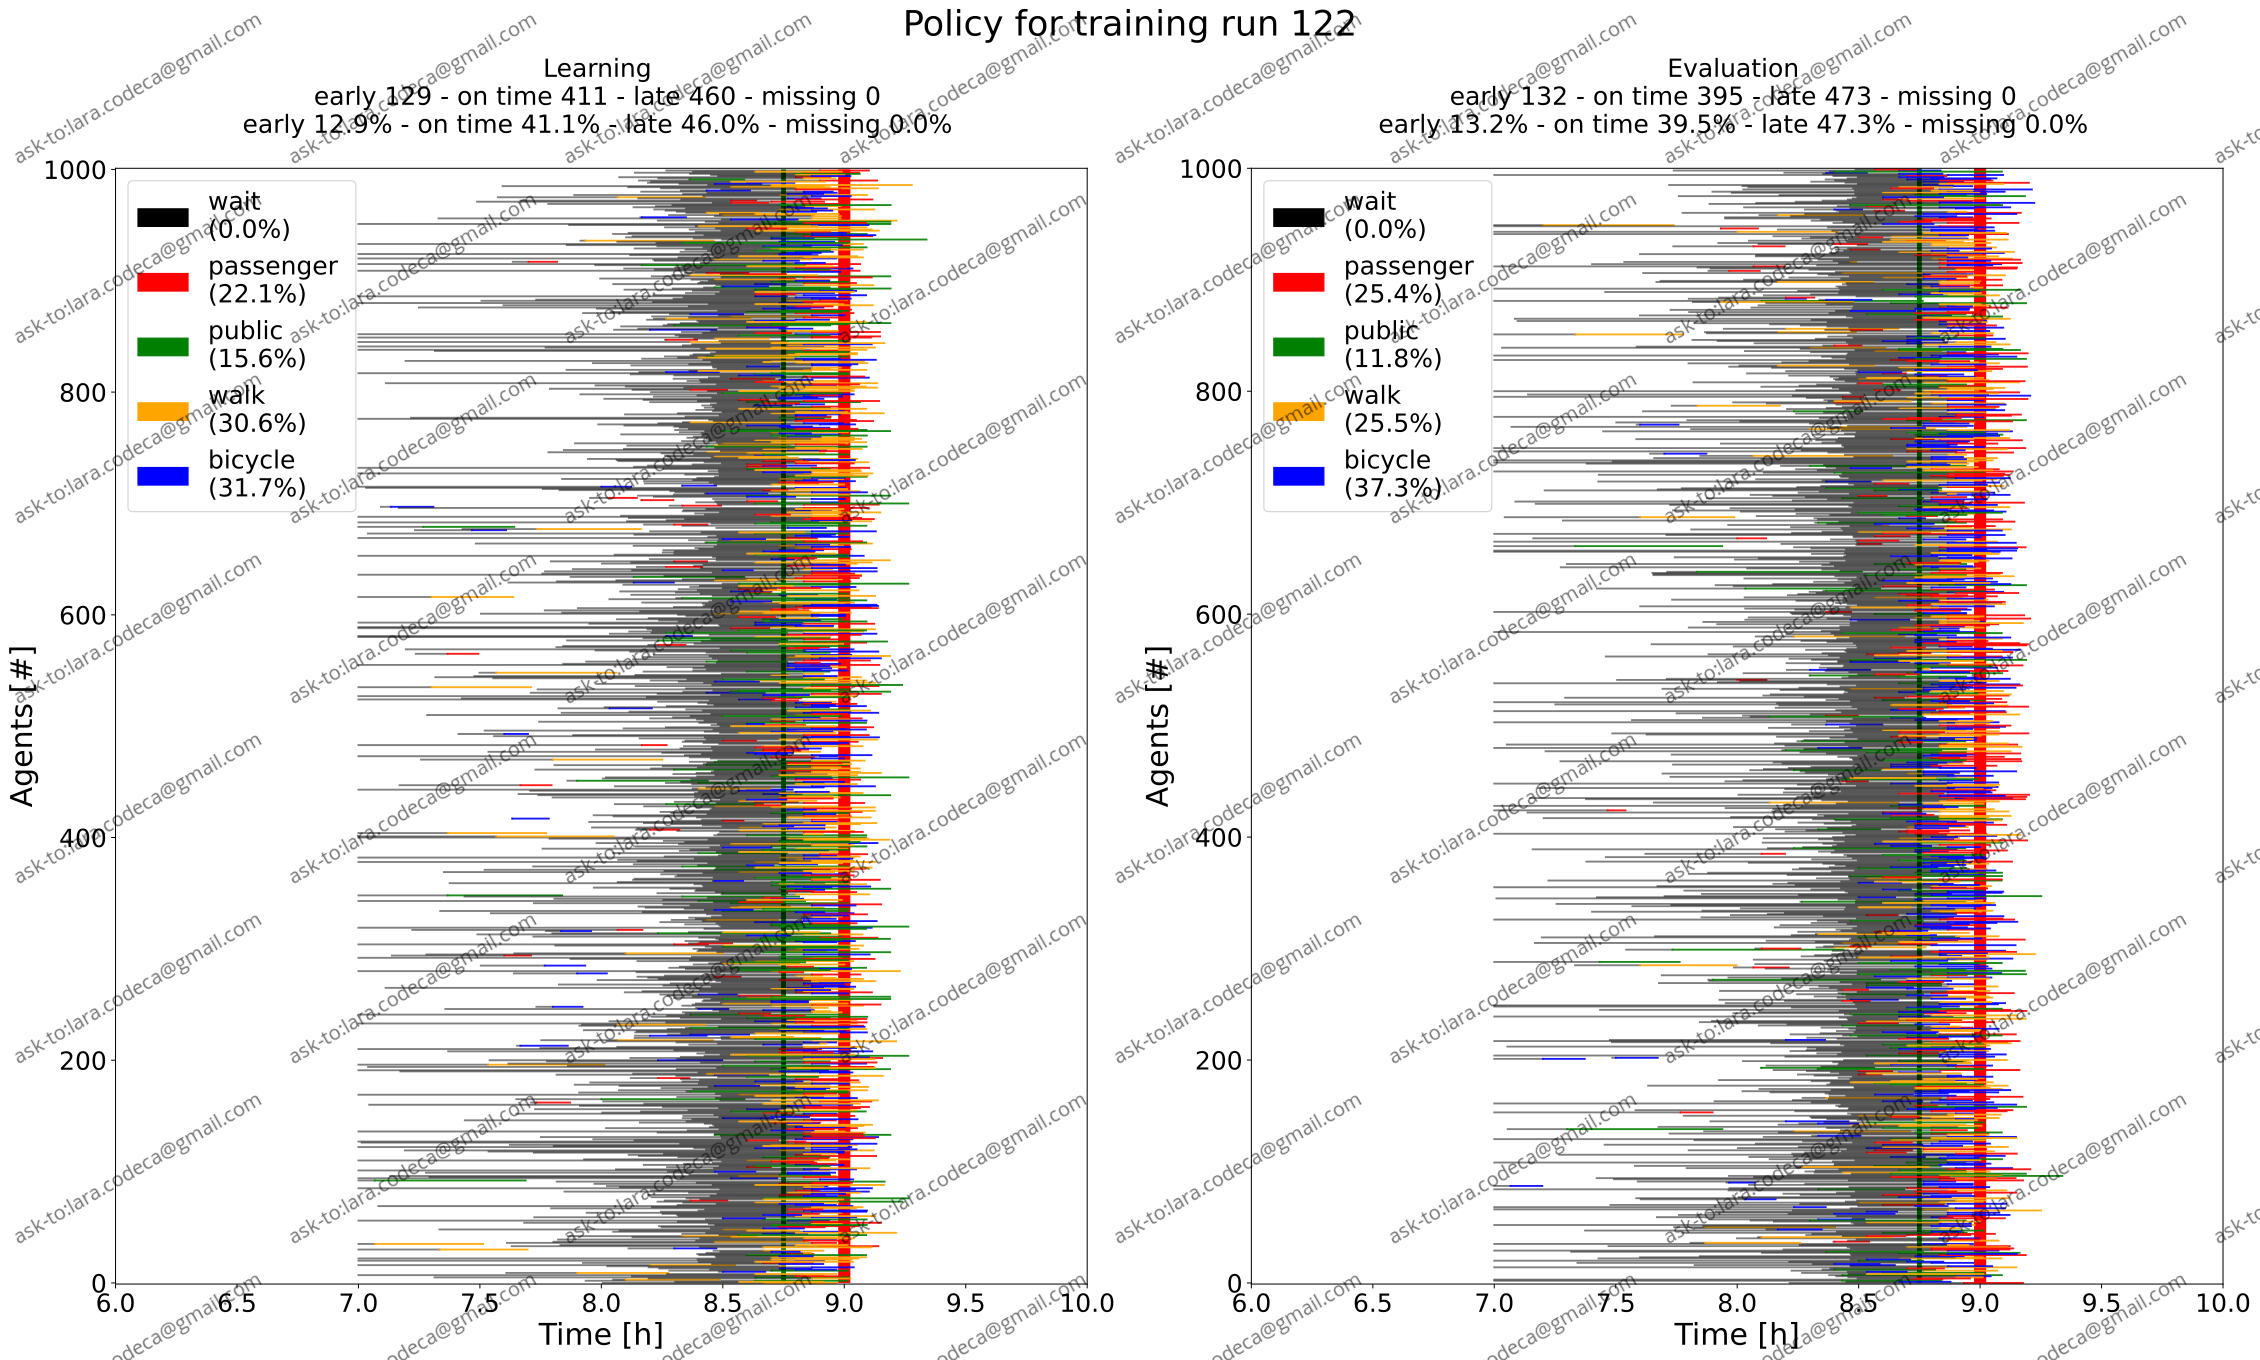 Policy for training run 122
Learning
early 129 - on time 411 - late 460 - missing 0
early 12.9% - on time 41.1% - late 46.0% - missing 0.0%
Evaluation
early 132 - on time 395 - late 473 - missing 0
early 13.2% - on time 39.5% - late 47.3% - missing 0.0%
Agents [#]
1000
800
600
400
200
0
wait
(0.0%)
passenger
(22.1%)
public
(15.6%)
walk
(30.6%)
bicycle
(31.7%)
6.0 6.5 7.0 7.5 8.0 8.5 9.0 9.5 10.0
Time [h]
Agents [#]
1000
800
600
400
200
0
wait
(0.0%)
passenger
(25.4%)
public
(11.8%)
walk
(25.5%)
bicycle
(37.3%)
6.0 6.5 7.0 7.5 8.0 8.5 9.0 9.5 10.0
Time [h]
ask-to:lara.codeca@gmail.com